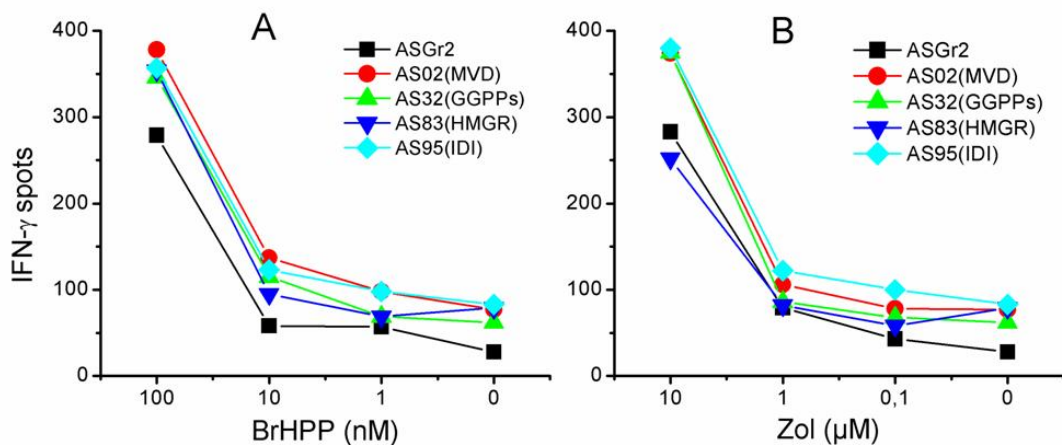 A
ASGr2
AS02(MVD)
AS32(GGPPs)
AS83(HMGR)
AS95(IDI)
400
300
200
100
0
IFN-γ spots
100
10
1
0
BrHPP (nM)
B
ASGr2
AS02(MVD)
AS32(GGPPs)
AS83(HMGR)
AS95(IDI)
400
300
200
100
0
10
1
0,1
0
Zol (µM)